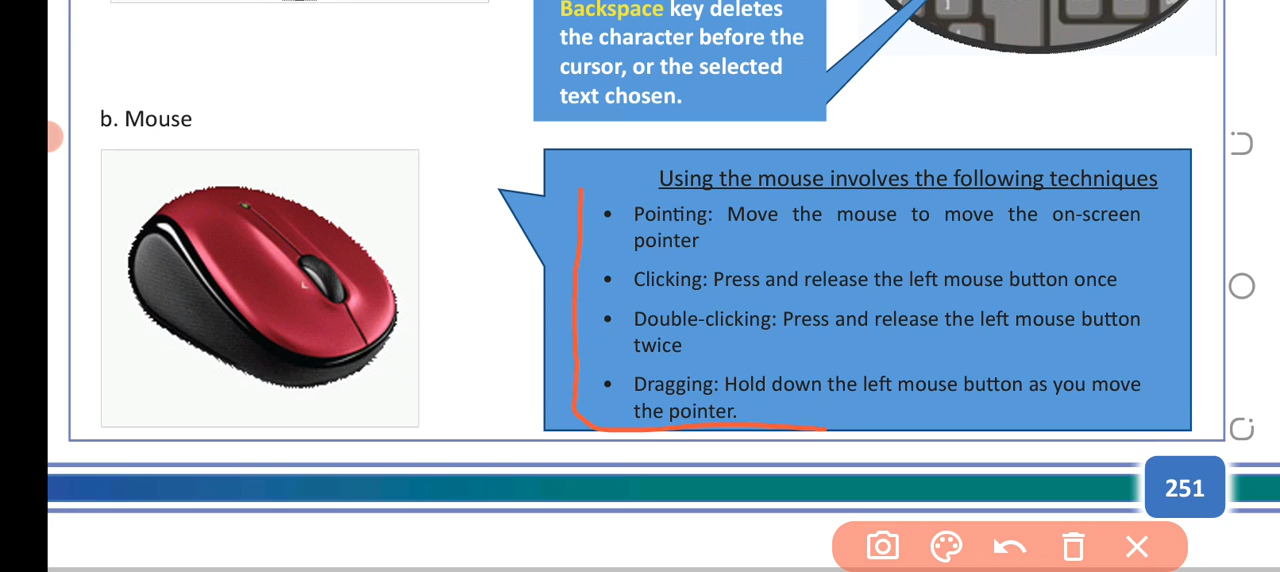 Backspace key deletes
the character before the
cursor, or the selected
text chosen.
b. Mouse
Using the mouse involves the following techniques
• Pointing: Move the mouse to move the on-screen
pointer
• Clicking: Press and release the left mouse button once
• Double-clicking: Press and release the left mouse button
twice
• Dragging: Hold down the left mouse button as you move
the pointer.
251